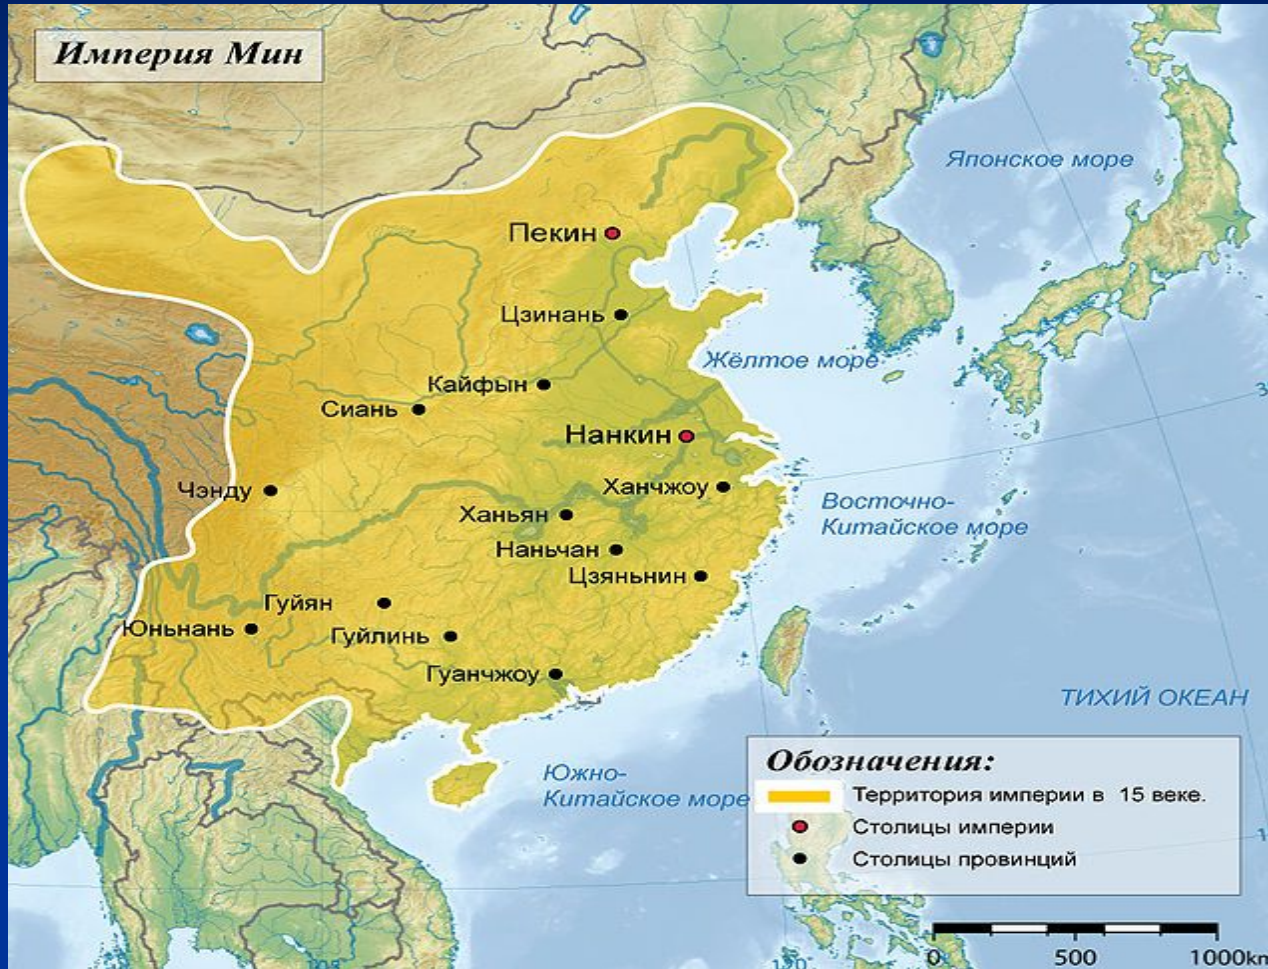 Империя Мин
Японское море
Пекин
Цзинань
Жёлтое море
Кайфын
Сиань
Нанкин
Чэнду
Ханчжоу
Ханьян
Восточно-
Китайское море
Наньчан
Цзяньнин
Гуйян
Юньнань
Гуйлинь
Гуанчжоу
ТИХИЙ ОКЕАН
Южно-
Китайское море
Обозначения:
Территория империи в 15 веке.
Столицы империи
Столицы провинций
0 500 1000km